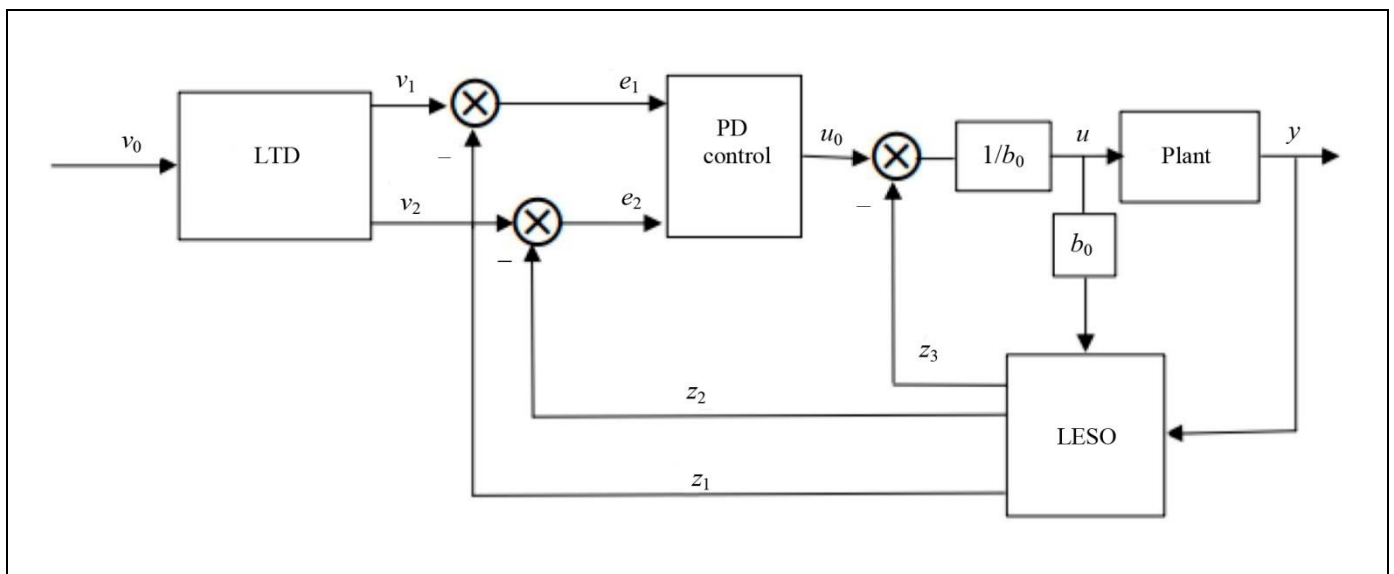 v₁
e₁
v₀
LTD
PD
control
u₀
1/b₀
u
Plant
y
–
v₂
e₂
–
–
b₀
z₃
z₂
LESO
z₁